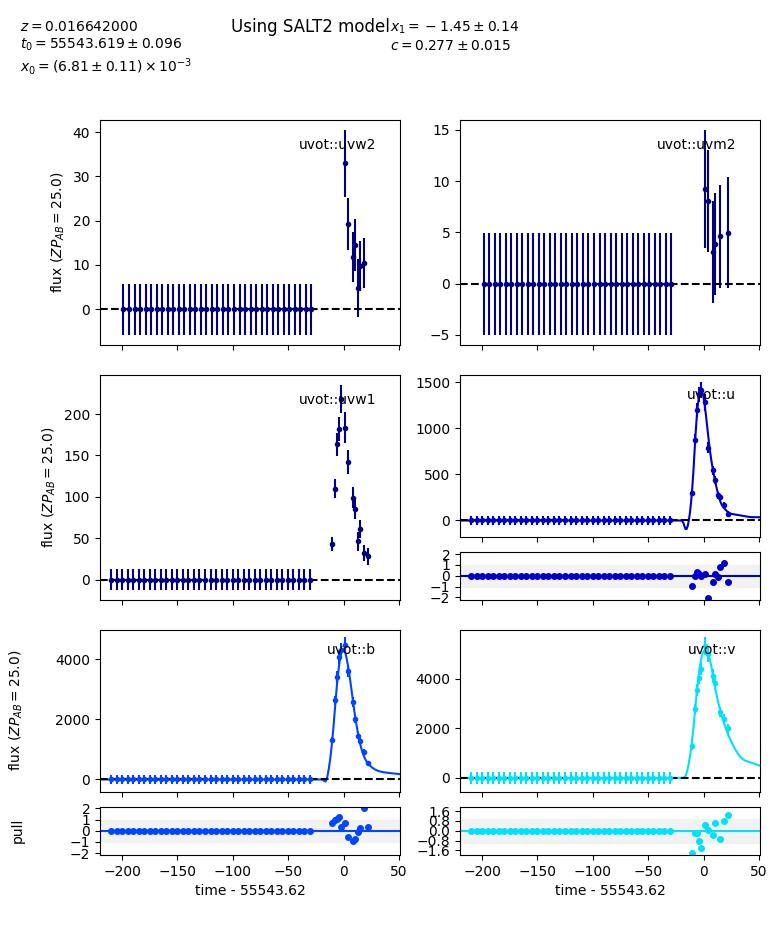 z = 0.016642000
t0 = 55543.619 ± 0.096
x0 = (6.81 ± 0.11) × 10^−3
Using SALT2 model
x1 = −1.45 ± 0.14
c = 0.277 ± 0.015
uvot::uvw2
flux (ZP_AB = 25.0)
40
30
20
10
0
uvot::uvm2
15
10
5
0
−5
uvot::uvw1
flux (ZP_AB = 25.0)
200
150
100
50
0
uvot::u
1500
1000
500
0
2
1
0
−1
−2
uvot::b
flux (ZP_AB = 25.0)
4000
2000
0
uvot::v
4000
2000
0
pull
2
1
0
−1
−2
1.6
0.8
0.0
−0.8
−1.6
−200 −150 −100 −50 0 50
time - 55543.62
−200 −150 −100 −50 0 50
time - 55543.62